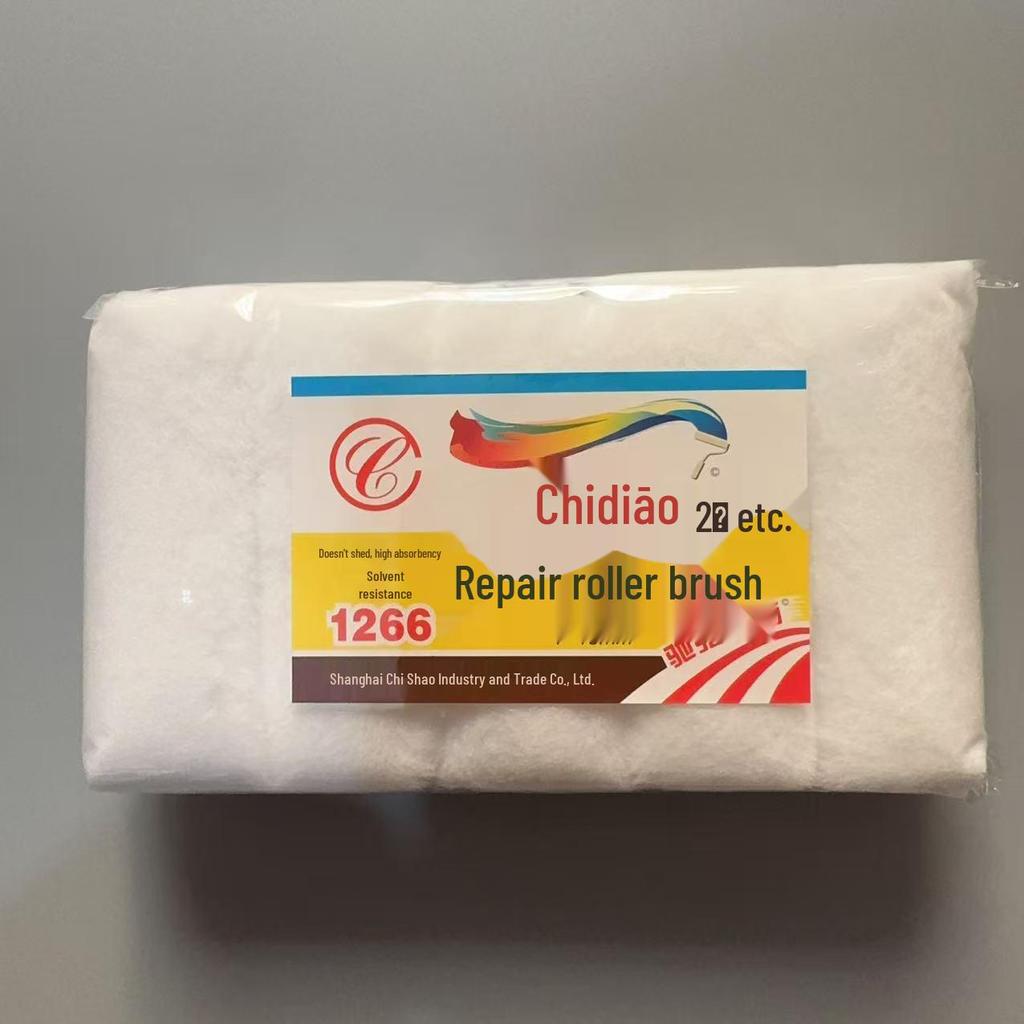 Chidiāo
2 etc.
Doesn't shed, high absorbency
Solvent
resistance
Repair roller brush
1266
Shanghai Chi Shao Industry and Trade Co., Ltd.